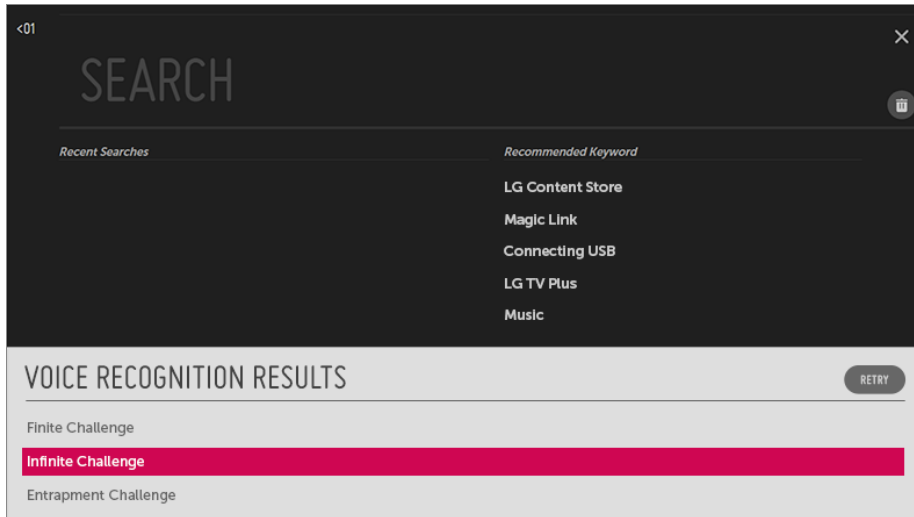 <01
SEARCH
Recent Searches
Recommended Keyword
LG Content Store
Magic Link
Connecting USB
LG TV Plus
Music
VOICE RECOGNITION RESULTS
RETRY
Finite Challenge
Infinite Challenge
Entrapment Challenge